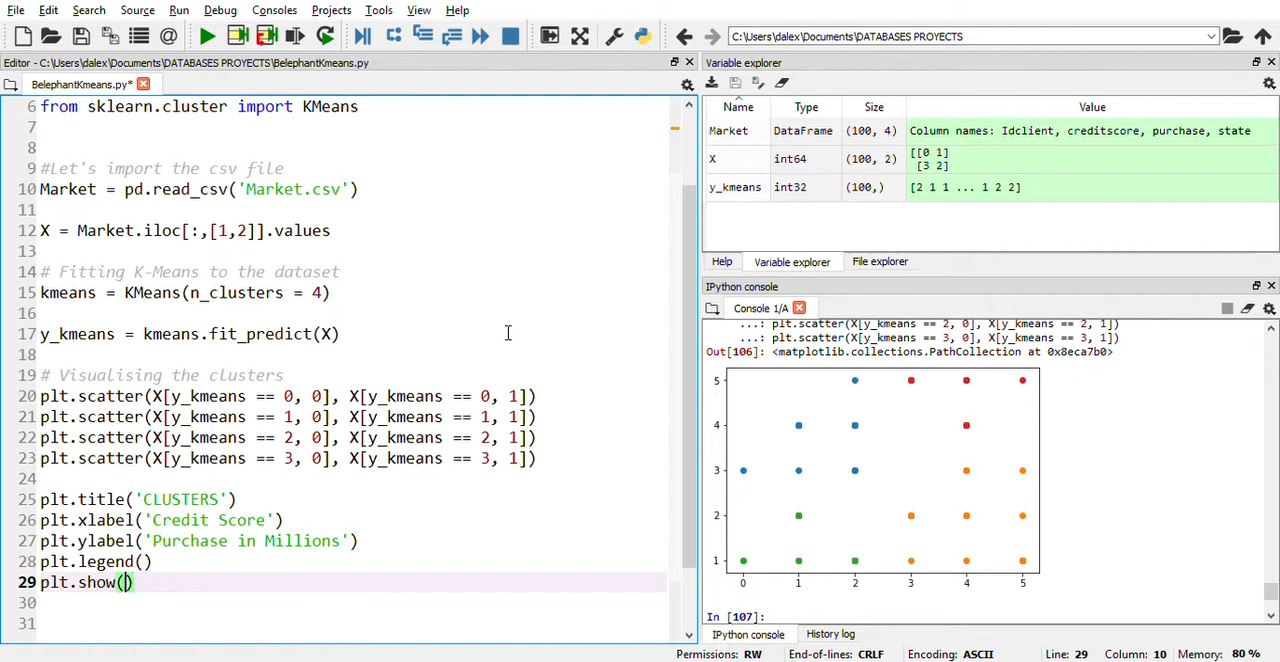 File Edit Search Source Run Debug Consoles Projects Tools View Help
C:\Users\dalex\Documents\DATABASES PROYECTS
Editor - C:\Users\dalex\Documents\DATABASES PROYECTS\BelephantKmeans.py
BelephantKmeans.py*
6 from sklearn.cluster import KMeans
7
8
9 #Let's import the csv file
10 Market = pd.read_csv('Market.csv')
11
12 X = Market.iloc[:,[1,2]].values
13
14 # Fitting K-Means to the dataset
15 kmeans = KMeans(n_clusters = 4)
16
17 y_kmeans = kmeans.fit_predict(X)
18
19 # Visualising the clusters
20 plt.scatter(X[y_kmeans == 0, 0], X[y_kmeans == 0, 1])
21 plt.scatter(X[y_kmeans == 1, 0], X[y_kmeans == 1, 1])
22 plt.scatter(X[y_kmeans == 2, 0], X[y_kmeans == 2, 1])
23 plt.scatter(X[y_kmeans == 3, 0], X[y_kmeans == 3, 1])
24
25 plt.title('CLUSTERS')
26 plt.xlabel('Credit Score')
27 plt.ylabel('Purchase in Millions')
28 plt.legend()
29 plt.show()
30
31
Variable explorer
Name Type Size Value
Market DataFrame (100, 4) Column names: Idclient, creditscore, purchase, state
X int64 (100, 2) [[0 1]
[3 2]
y_kmeans int32 (100,) [2 1 1 ... 1 2 2]
Help Variable explorer File explorer
IPython console
Console 1/A
...: plt.scatter(X[y_kmeans == 2, 0], X[y_kmeans == 2, 1])
...: plt.scatter(X[y_kmeans == 3, 0], X[y_kmeans == 3, 1])
Out[106]: <matplotlib.collections.PathCollection at 0x8eca7b0>
5
4
3
2
1
0 1 2 3 4 5
In [107]:
IPython console History log
Permissions: RW End-of-lines: CRLF Encoding: ASCII Line: 29 Column: 10 Memory: 80 %